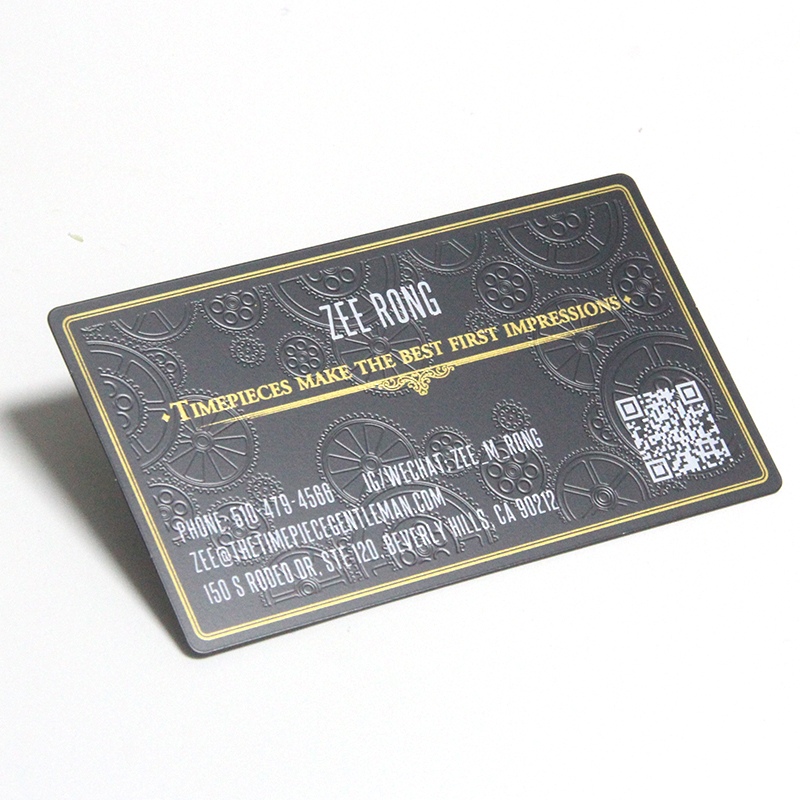 ZEE RONG
TIMEPIECES MAKE THE BEST FIRST IMPRESSIONS
PHONE: 510-479-4566 IG/WECHAT: ZEE_M_RONG
ZEE@THETIMEPIECEGENTLEMAN.COM
150 S RODEO DR. STE 120, BEVERLY HILLS, CA 90212